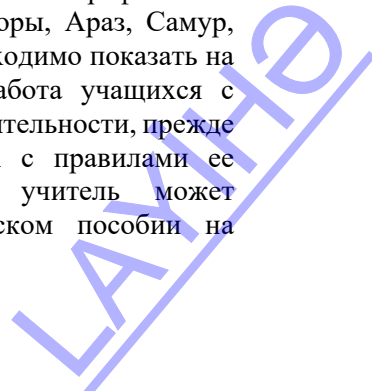 оры, Араз, Самур,
ходимо показать на
абота учащихся с
ительности, прежде
с правилами ее
учитель может
ском пособии на
LAYİHƏ